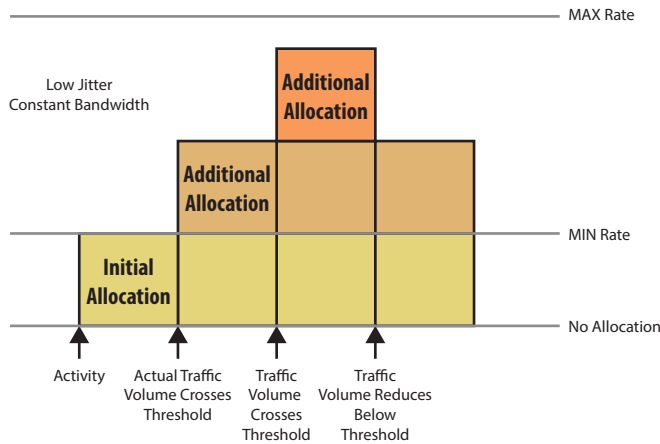 MAX Rate
Low Jitter
Constant Bandwidth
Additional
Allocation
Additional
Allocation
MIN Rate
Initial
Allocation
No Allocation
Activity
Actual Traffic
Volume Crosses
Threshold
Traffic
Volume
Crosses
Threshold
Traffic
Volume Reduces
Below
Threshold